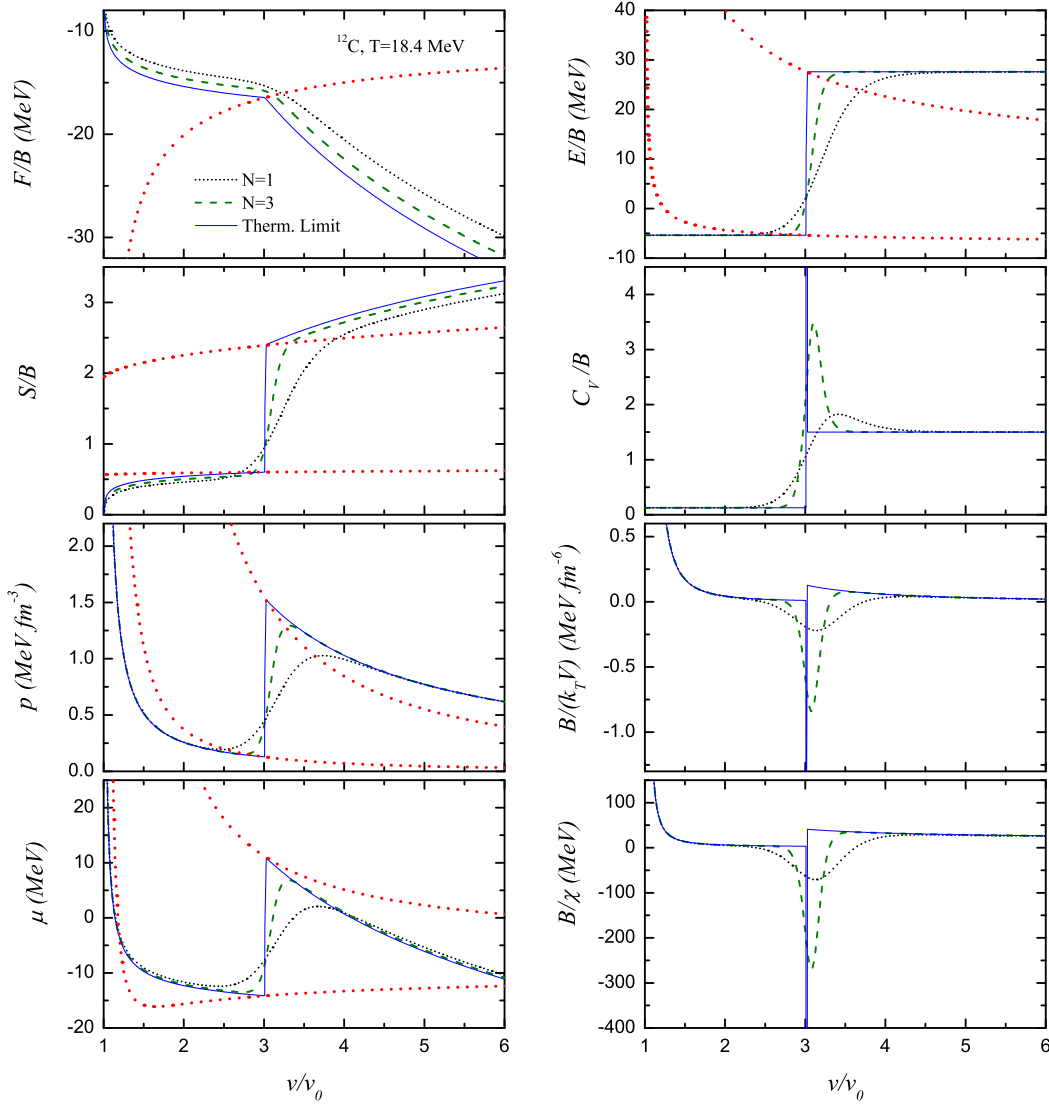 -10
-20
-30
F/B (MeV)
¹²C, T=18.4 MeV
N=1
N=3
Therm. Limit
40
30
20
10
0
-10
E/B (MeV)
3
2
1
0
S/B
4
3
2
1
0
C_V/B
2.0
1.5
1.0
0.5
0.0
p (MeV fm⁻³)
0.5
0.0
-0.5
-1.0
B/(k_T V) (MeV fm⁻⁶)
20
10
0
-10
-20
μ (MeV)
1 2 3 4 5 6
v/v₀
100
0
-100
-200
-300
-400
B/χ (MeV)
1 2 3 4 5 6
v/v₀